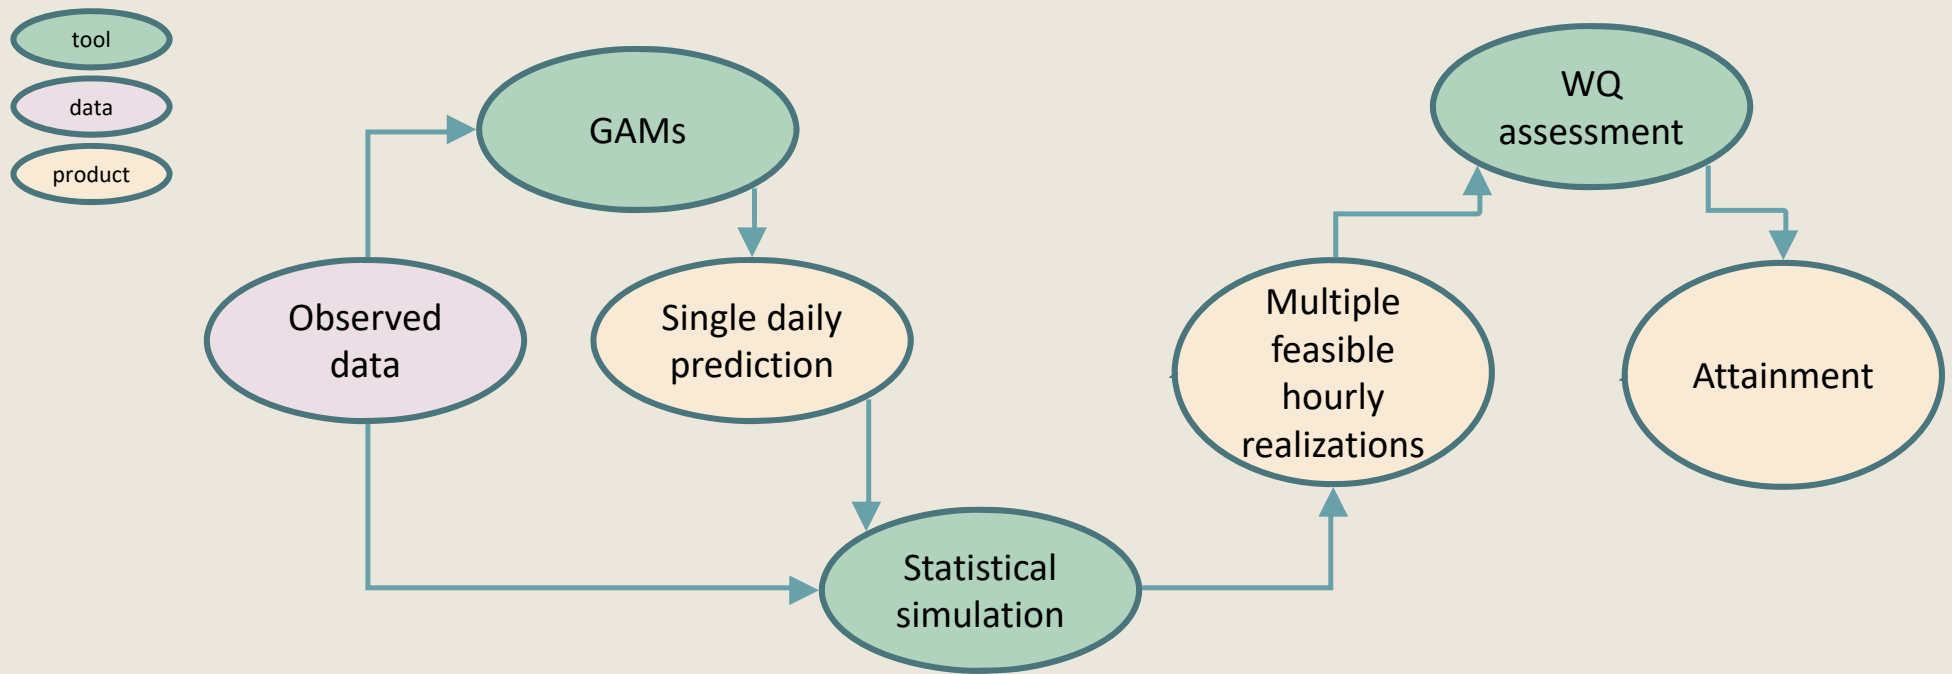 tool
data
product
GAMs
Observed
data
Single daily
prediction
Statistical
simulation
Multiple
feasible
hourly
realizations
WQ
assessment
Attainment